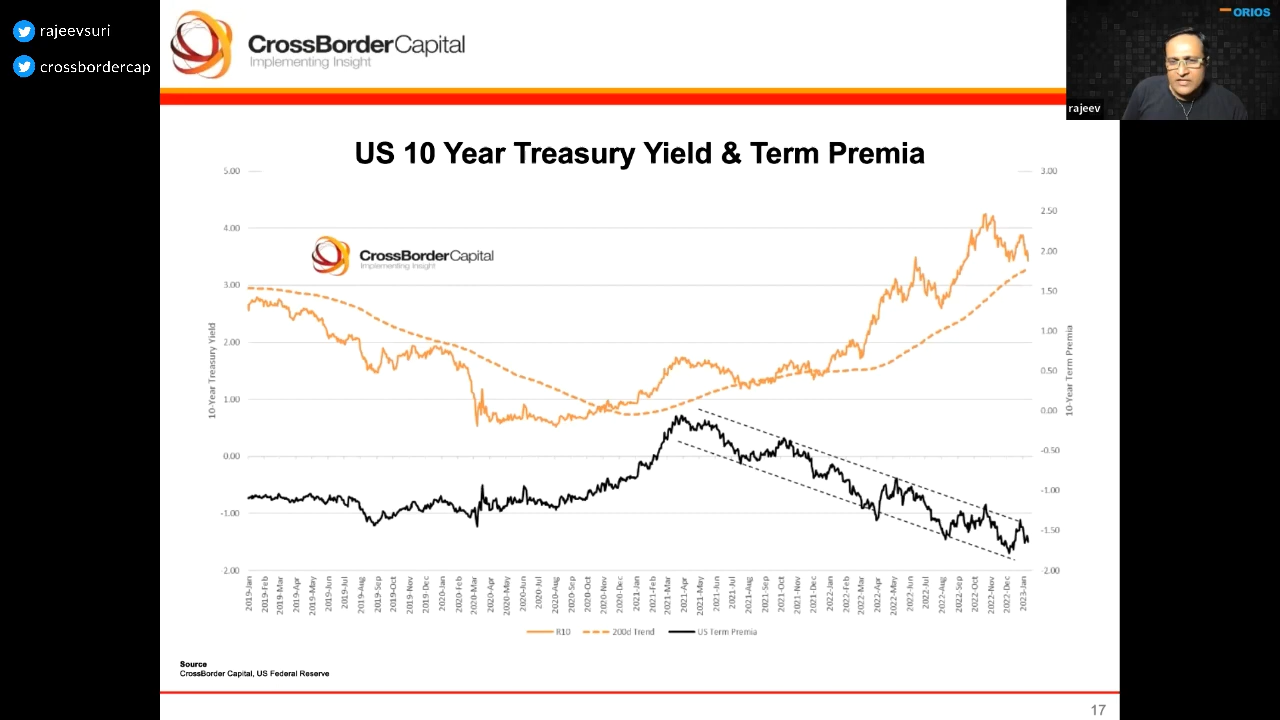 rajeevsuri
crossbordercap
CrossBorderCapital
Implementing Insight
ORIOS
rajeev
US 10 Year Treasury Yield & Term Premia
5.00
4.00
3.00
2.00
1.00
0.00
-1.00
-2.00
10-Year Treasury Yield
CrossBorderCapital
Implementing Insight
3.00
2.50
2.00
1.50
1.00
0.50
0.00
-0.50
-1.00
-1.50
-2.00
10-Year Term Premia
2019-Jan
2019-Feb
2019-Mar
2019-Apr
2019-May
2019-Jun
2019-Jul
2019-Aug
2019-Sep
2019-Oct
2019-Nov
2019-Dec
2020-Jan
2020-Feb
2020-Mar
2020-Apr
2020-May
2020-Jun
2020-Jul
2020-Aug
2020-Sep
2020-Oct
2020-Nov
2020-Dec
2021-Jan
2021-Feb
2021-Mar
2021-Apr
2021-May
2021-Jun
2021-Jul
2021-Aug
2021-Sep
2021-Oct
2021-Nov
2021-Dec
2022-Jan
2022-Feb
2022-Mar
2022-Apr
2022-May
2022-Jun
2022-Jul
2022-Aug
2022-Sep
2022-Oct
2022-Nov
2022-Dec
2023-Jan
R10 200d Trend US Term Premia
Source
CrossBorder Capital, US Federal Reserve
17